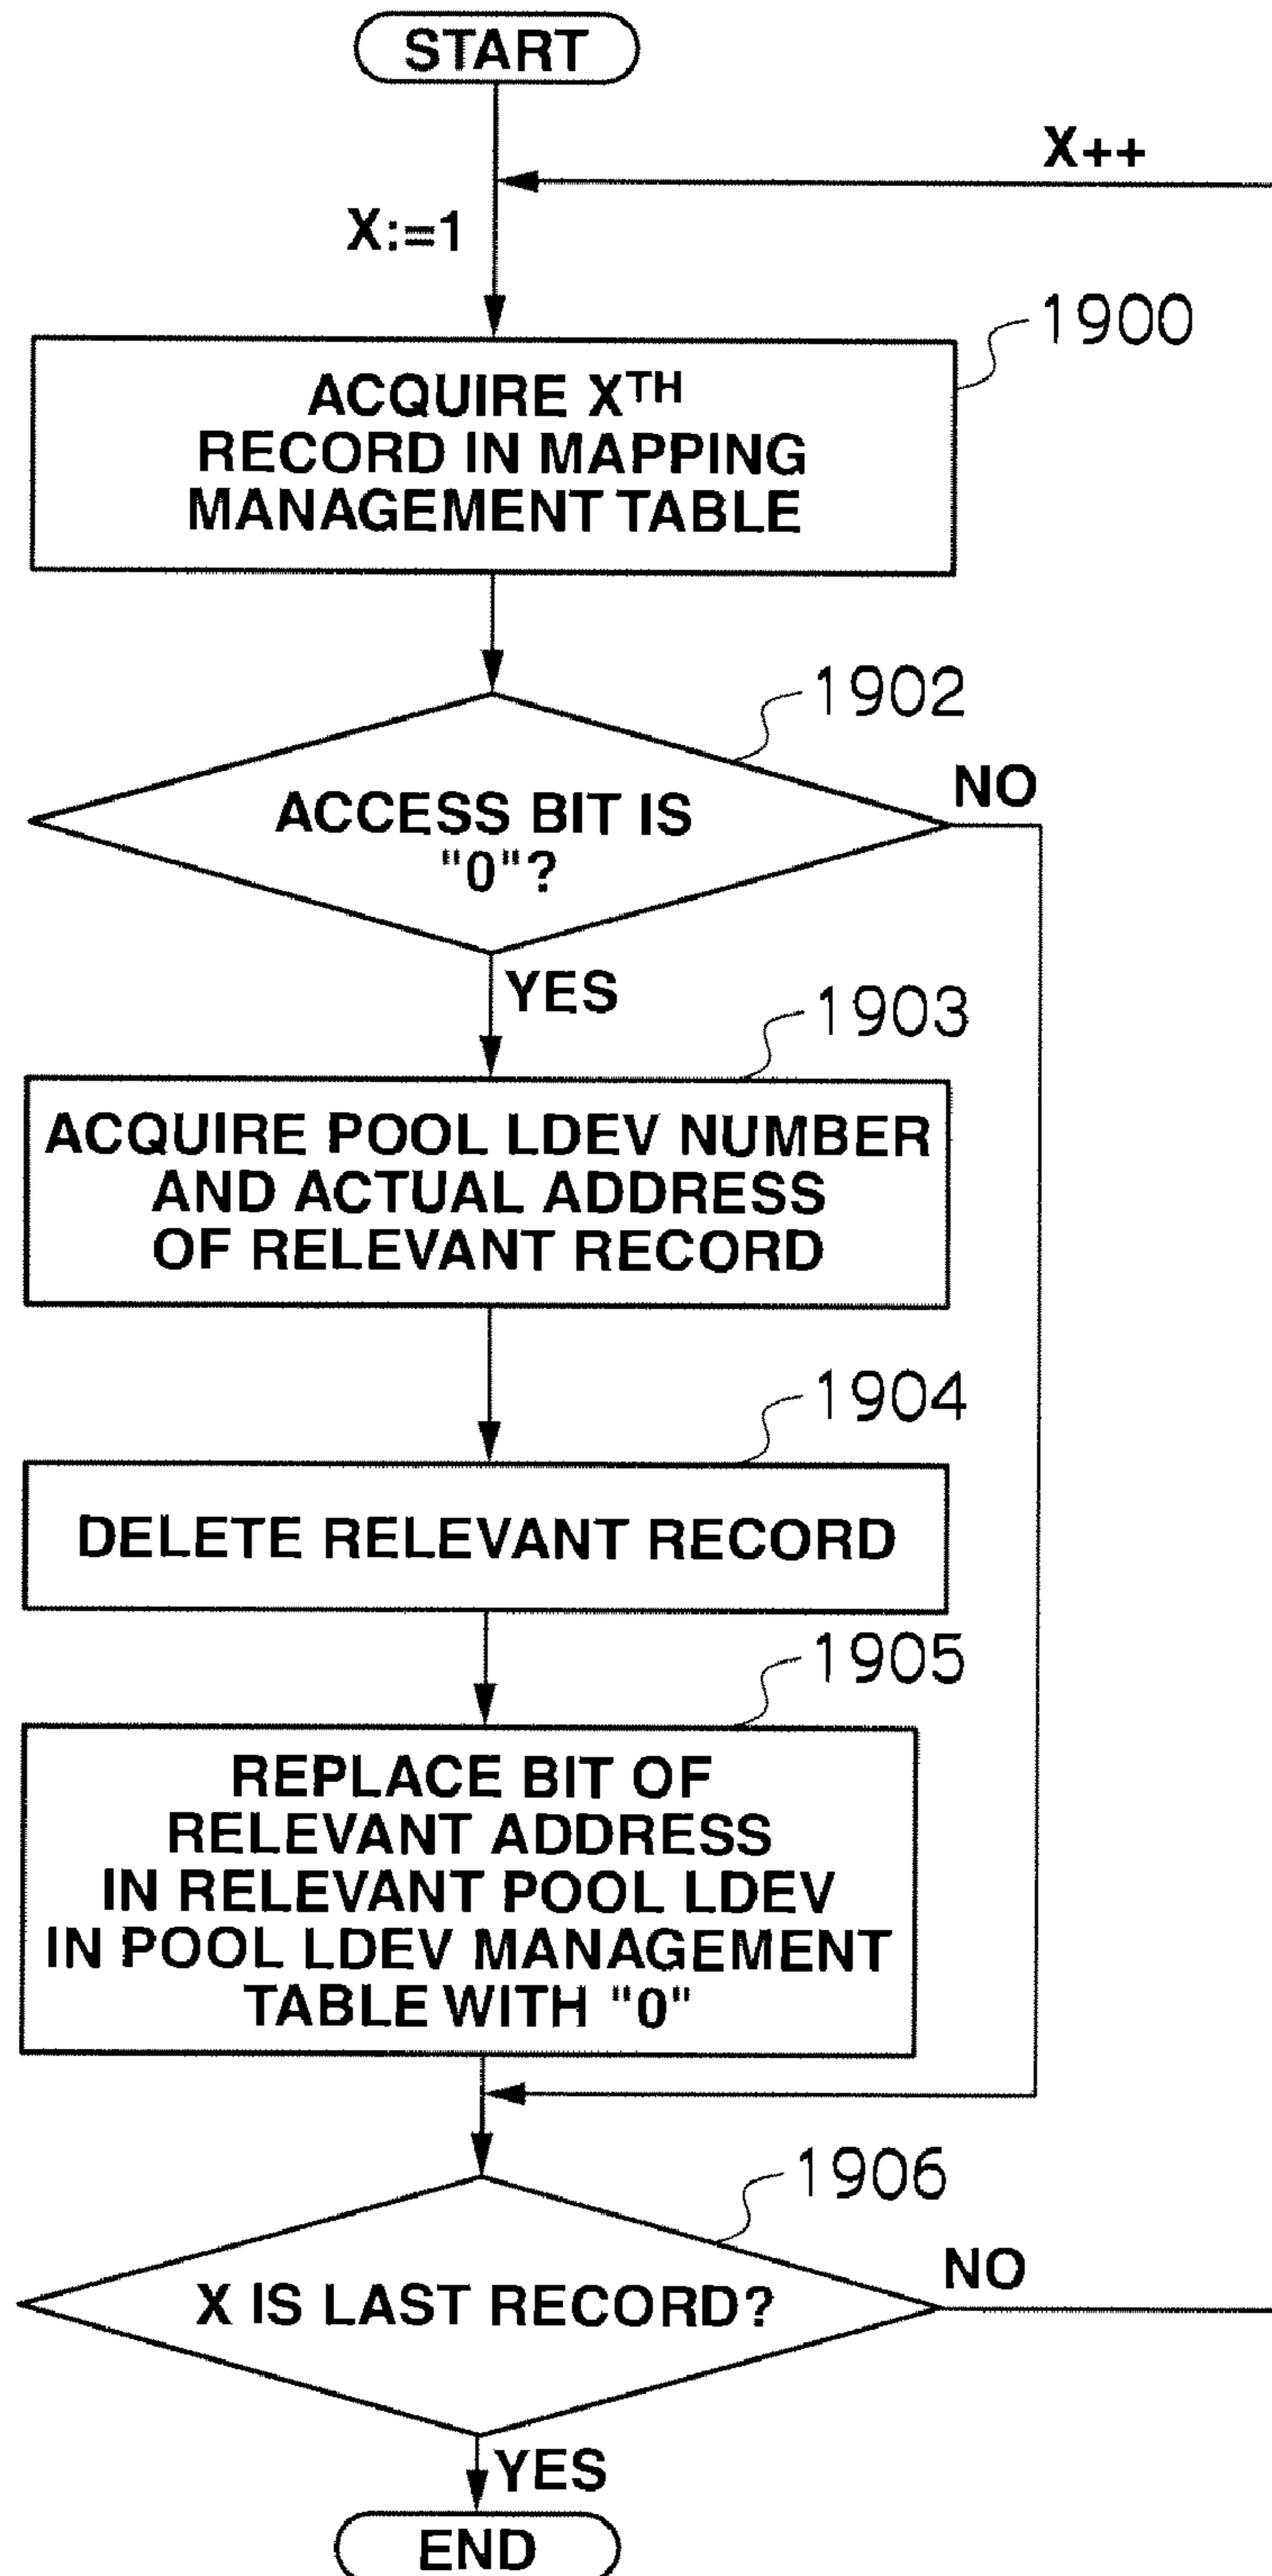 START
X++
X:=1
1900
ACQUIRE XTH
RECORD IN MAPPING
MANAGEMENT TABLE
1902
ACCESS BIT IS
"0"?
NO
YES
1903
ACQUIRE POOL LDEV NUMBER
AND ACTUAL ADDRESS
OF RELEVANT RECORD
1904
DELETE RELEVANT RECORD
1905
REPLACE BIT OF
RELEVANT ADDRESS
IN RELEVANT POOL LDEV
IN POOL LDEV MANAGEMENT
TABLE WITH "0"
1906
X IS LAST RECORD?
NO
YES
END